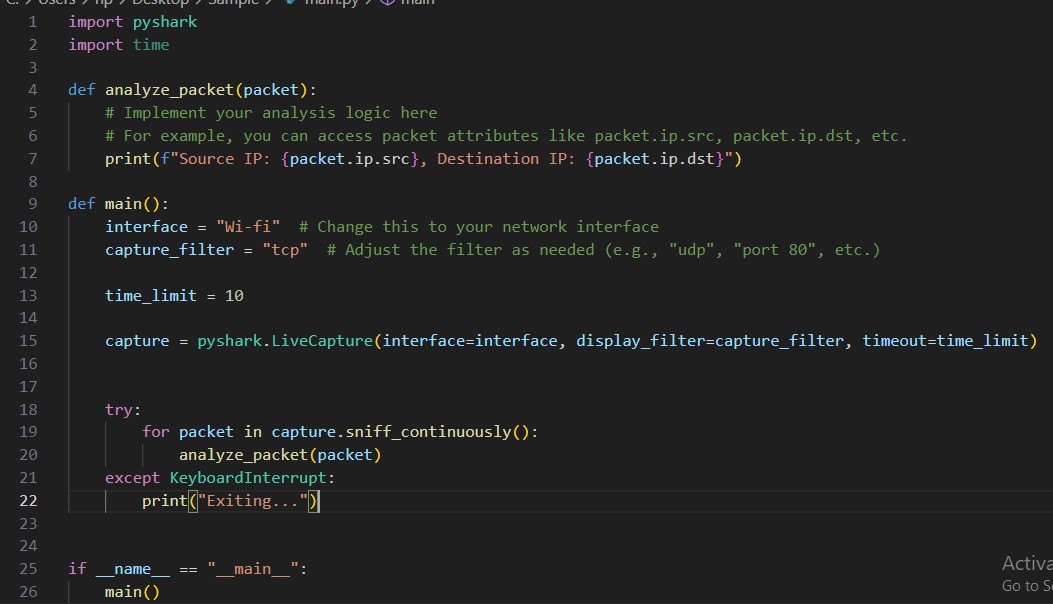 C: > Users > hp > Desktop > Sample > main.py > main
1 import pyshark
2 import time
3
4 def analyze_packet(packet):
5     # Implement your analysis logic here
6     # For example, you can access packet attributes like packet.ip.src, packet.ip.dst, etc.
7     print(f"Source IP: {packet.ip.src}, Destination IP: {packet.ip.dst}")
8
9 def main():
10     interface = "Wi-fi"  # Change this to your network interface
11     capture_filter = "tcp"  # Adjust the filter as needed (e.g., "udp", "port 80", etc.)
12
13     time_limit = 10
14
15     capture = pyshark.LiveCapture(interface=interface, display_filter=capture_filter, timeout=time_limit)
16
17
18     try:
19         for packet in capture.sniff_continuously():
20             analyze_packet(packet)
21     except KeyboardInterrupt:
22         print("Exiting...")
23
24
25 if __name__ == "__main__":
26     main()
Activa
Go to S